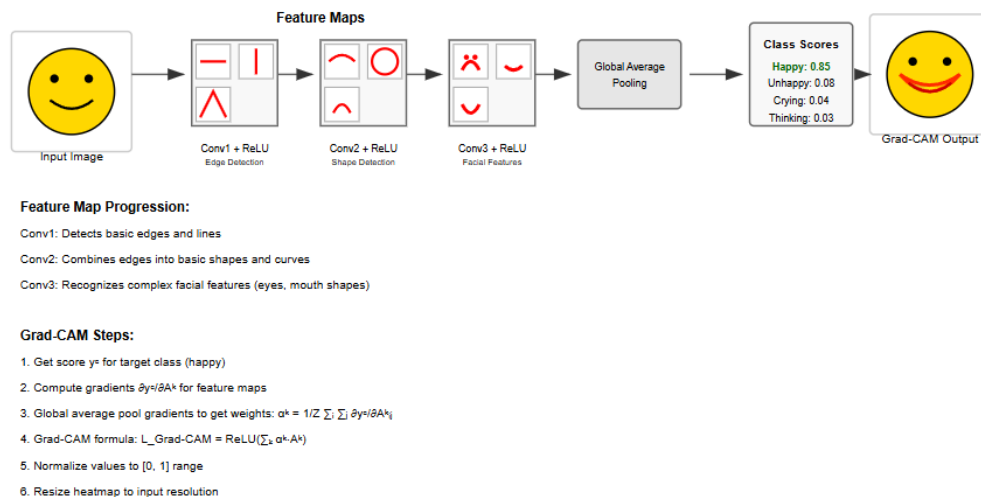 Feature Maps
Input Image
Conv1 + ReLU
Edge Detection
Conv2 + ReLU
Shape Detection
Conv3 + ReLU
Facial Features
Global Average
Pooling
Class Scores
Happy: 0.85
Unhappy: 0.08
Crying: 0.04
Thinking: 0.03
Grad-CAM Output
Feature Map Progression:
Conv1: Detects basic edges and lines
Conv2: Combines edges into basic shapes and curves
Conv3: Recognizes complex facial features (eyes, mouth shapes)
Grad-CAM Steps:
1. Get score yᶜ for target class (happy)
2. Compute gradients ∂yᶜ/∂Aᵏ for feature maps
3. Global average pool gradients to get weights: αᵏ = 1/Z ∑ᵢ ∑ⱼ ∂yᶜ/∂Aᵏᵢⱼ
4. Grad-CAM formula: L_Grad-CAM = ReLU(∑ₖ αᵏ·Aᵏ)
5. Normalize values to [0, 1] range
6. Resize heatmap to input resolution